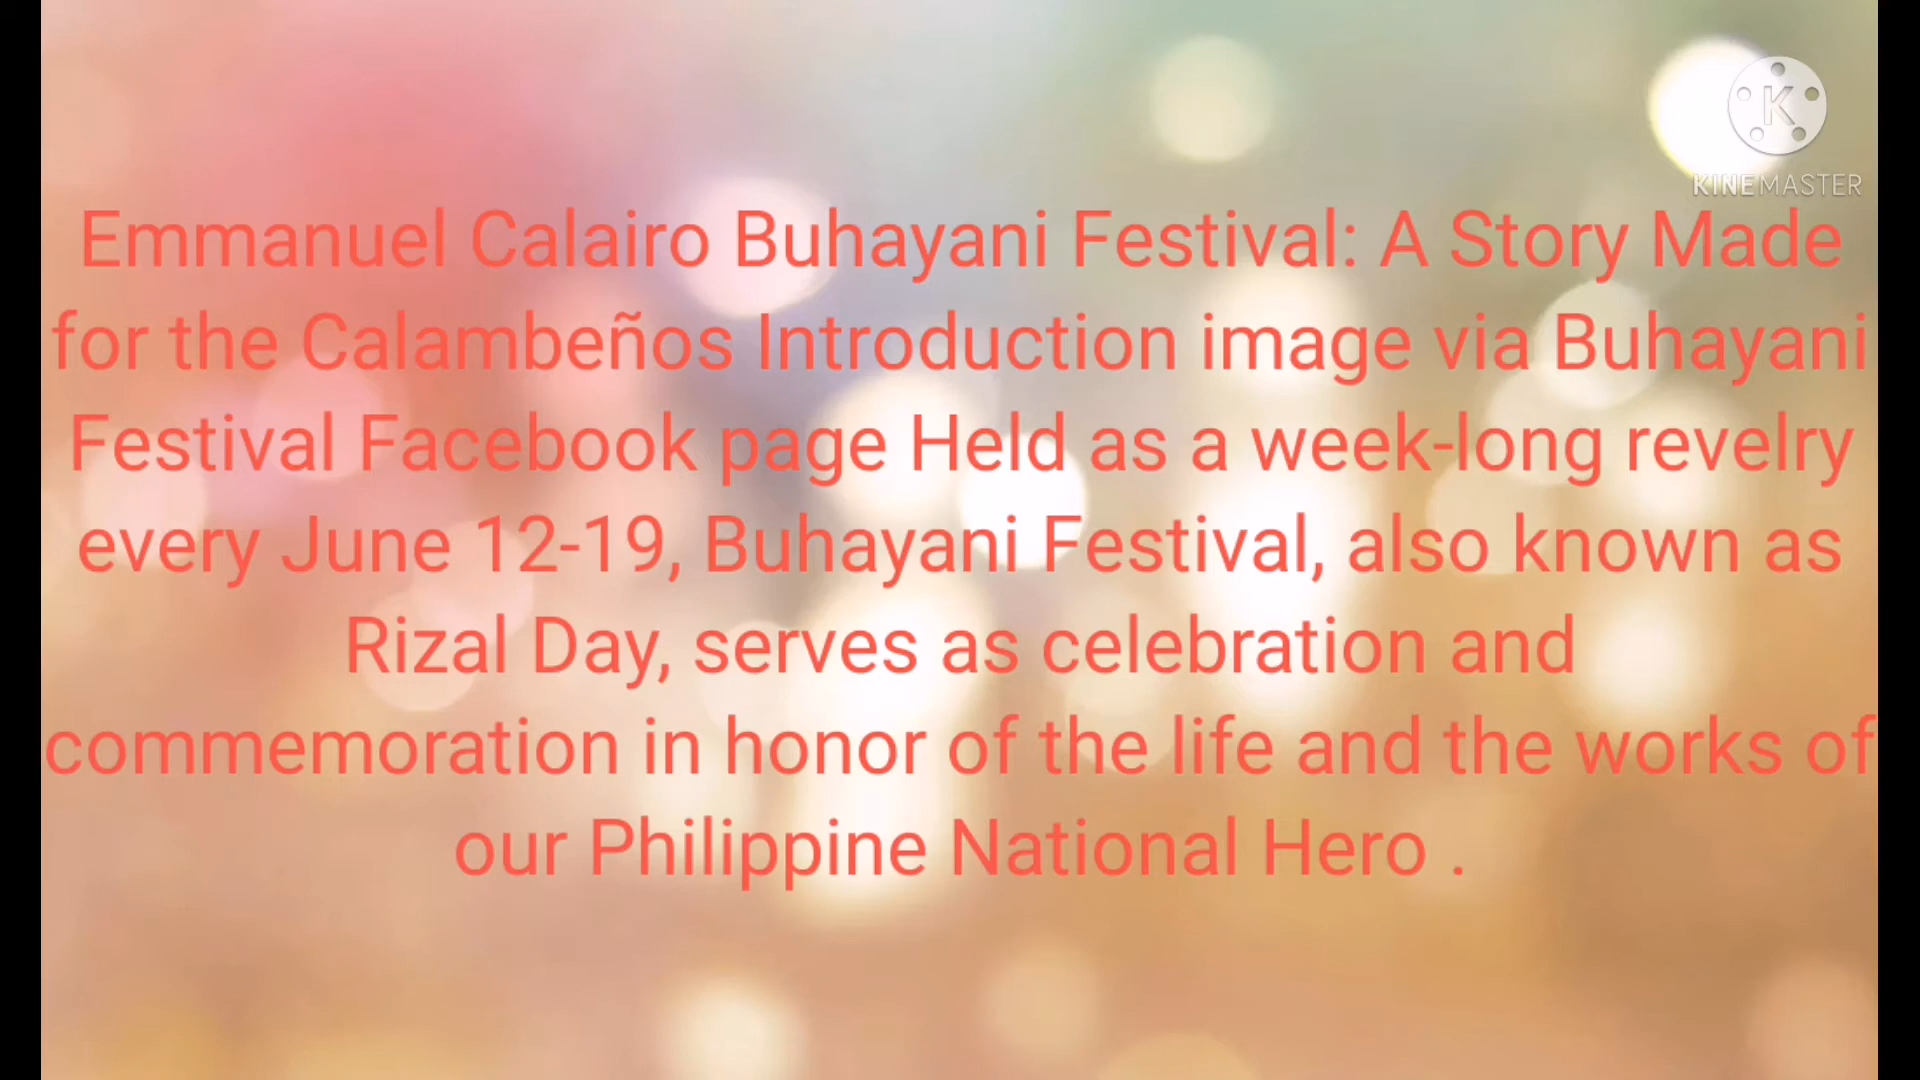 KINEMASTER
Emmanuel Calairo Buhayani Festival: A Story Made
for the Calambeños Introduction image via Buhayani
Festival Facebook page Held as a week-long revelry
every June 12-19, Buhayani Festival, also known as
Rizal Day, serves as celebration and
commemoration in honor of the life and the works of
our Philippine National Hero .